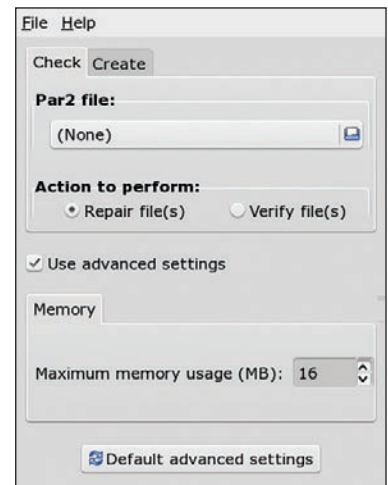 File Help
Check Create
Par2 file:
(None)
Action to perform:
Repair file(s) Verify file(s)
Use advanced settings
Memory
Maximum memory usage (MB): 16
Default advanced settings